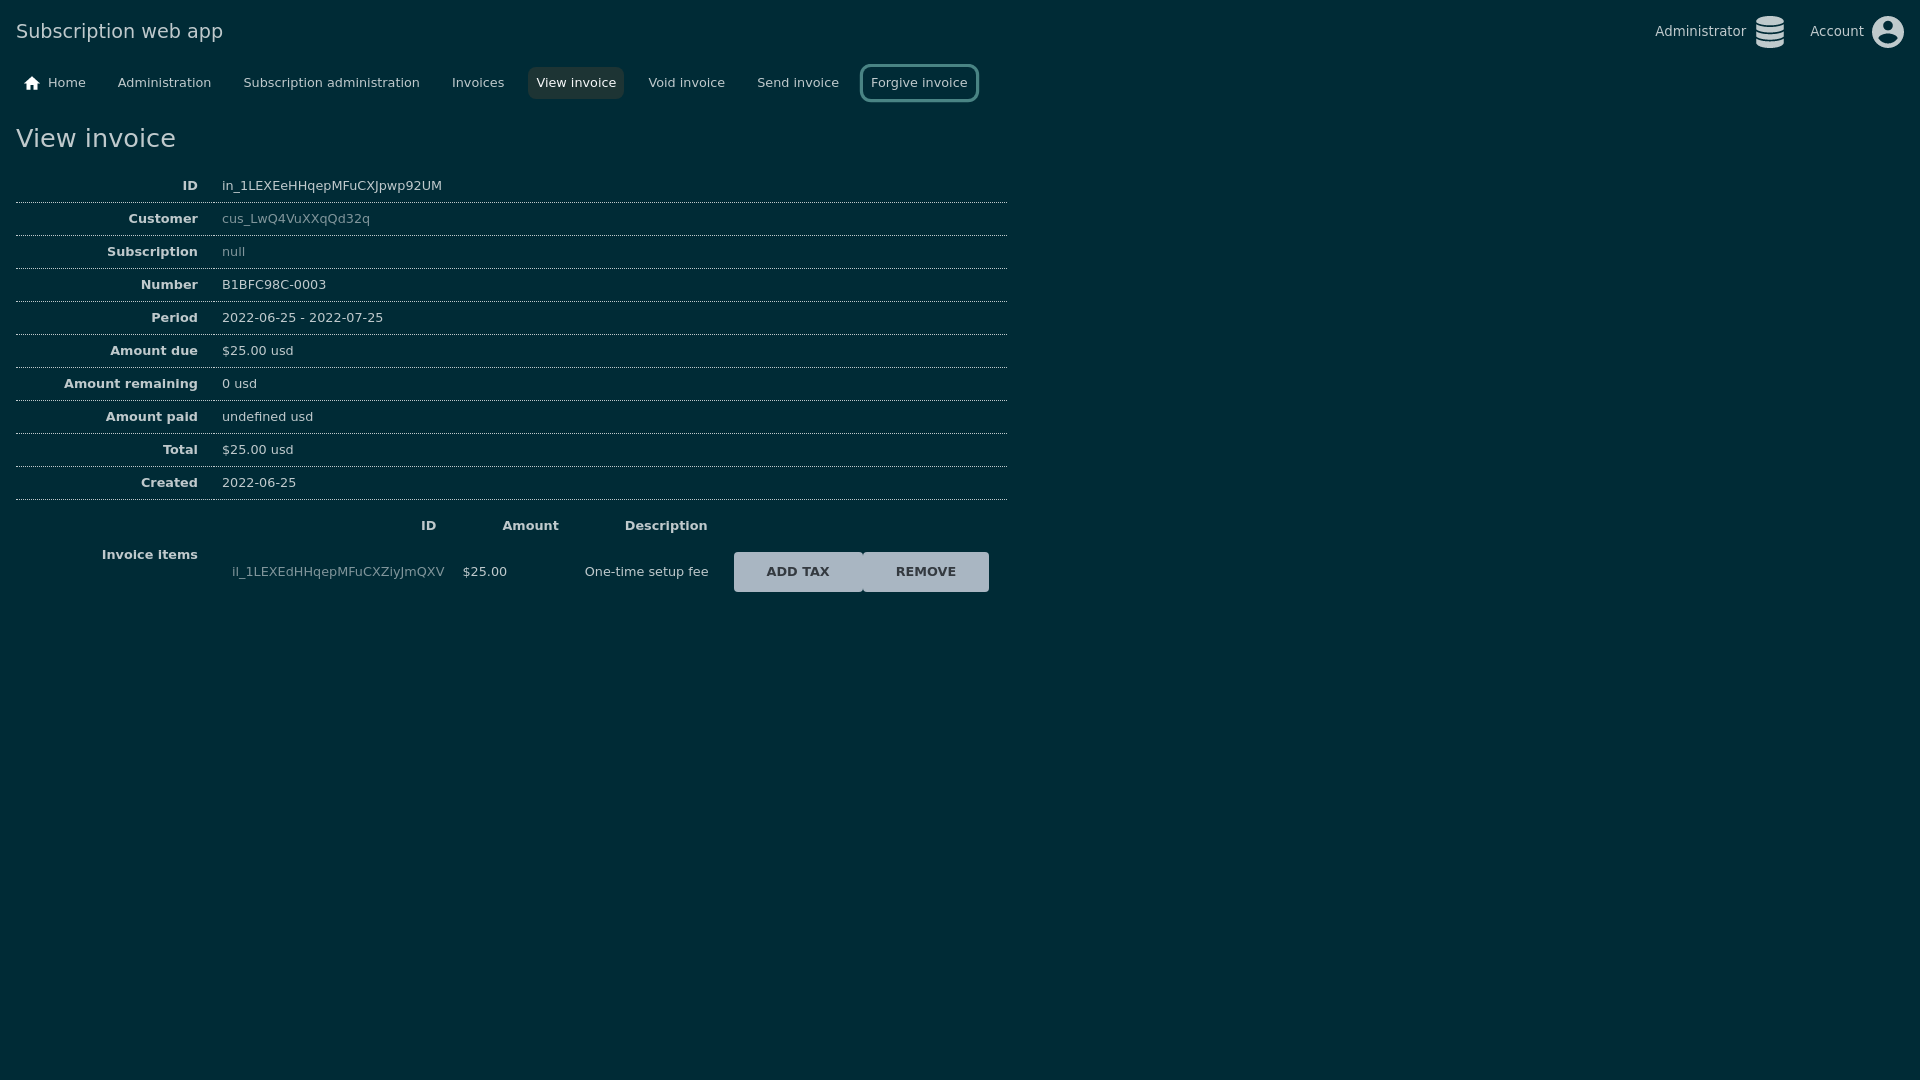 Subscription web app
Administrator
Account
Home
Administration
Subscription administration
Invoices
View invoice
Void invoice
Send invoice
Forgive invoice
View invoice
ID in_1LEXEeHHqepMFuCXJpwp92UM
Customer cus_LwQ4VuXXqQd32q
Subscription null
Number B1BFC98C-0003
Period 2022-06-25 - 2022-07-25
Amount due $25.00 usd
Amount remaining 0 usd
Amount paid undefined usd
Total $25.00 usd
Created 2022-06-25
Invoice items
ID Amount Description
il_1LEXEdHHqepMFuCXZiyJmQXV $25.00 One-time setup fee ADD TAX REMOVE